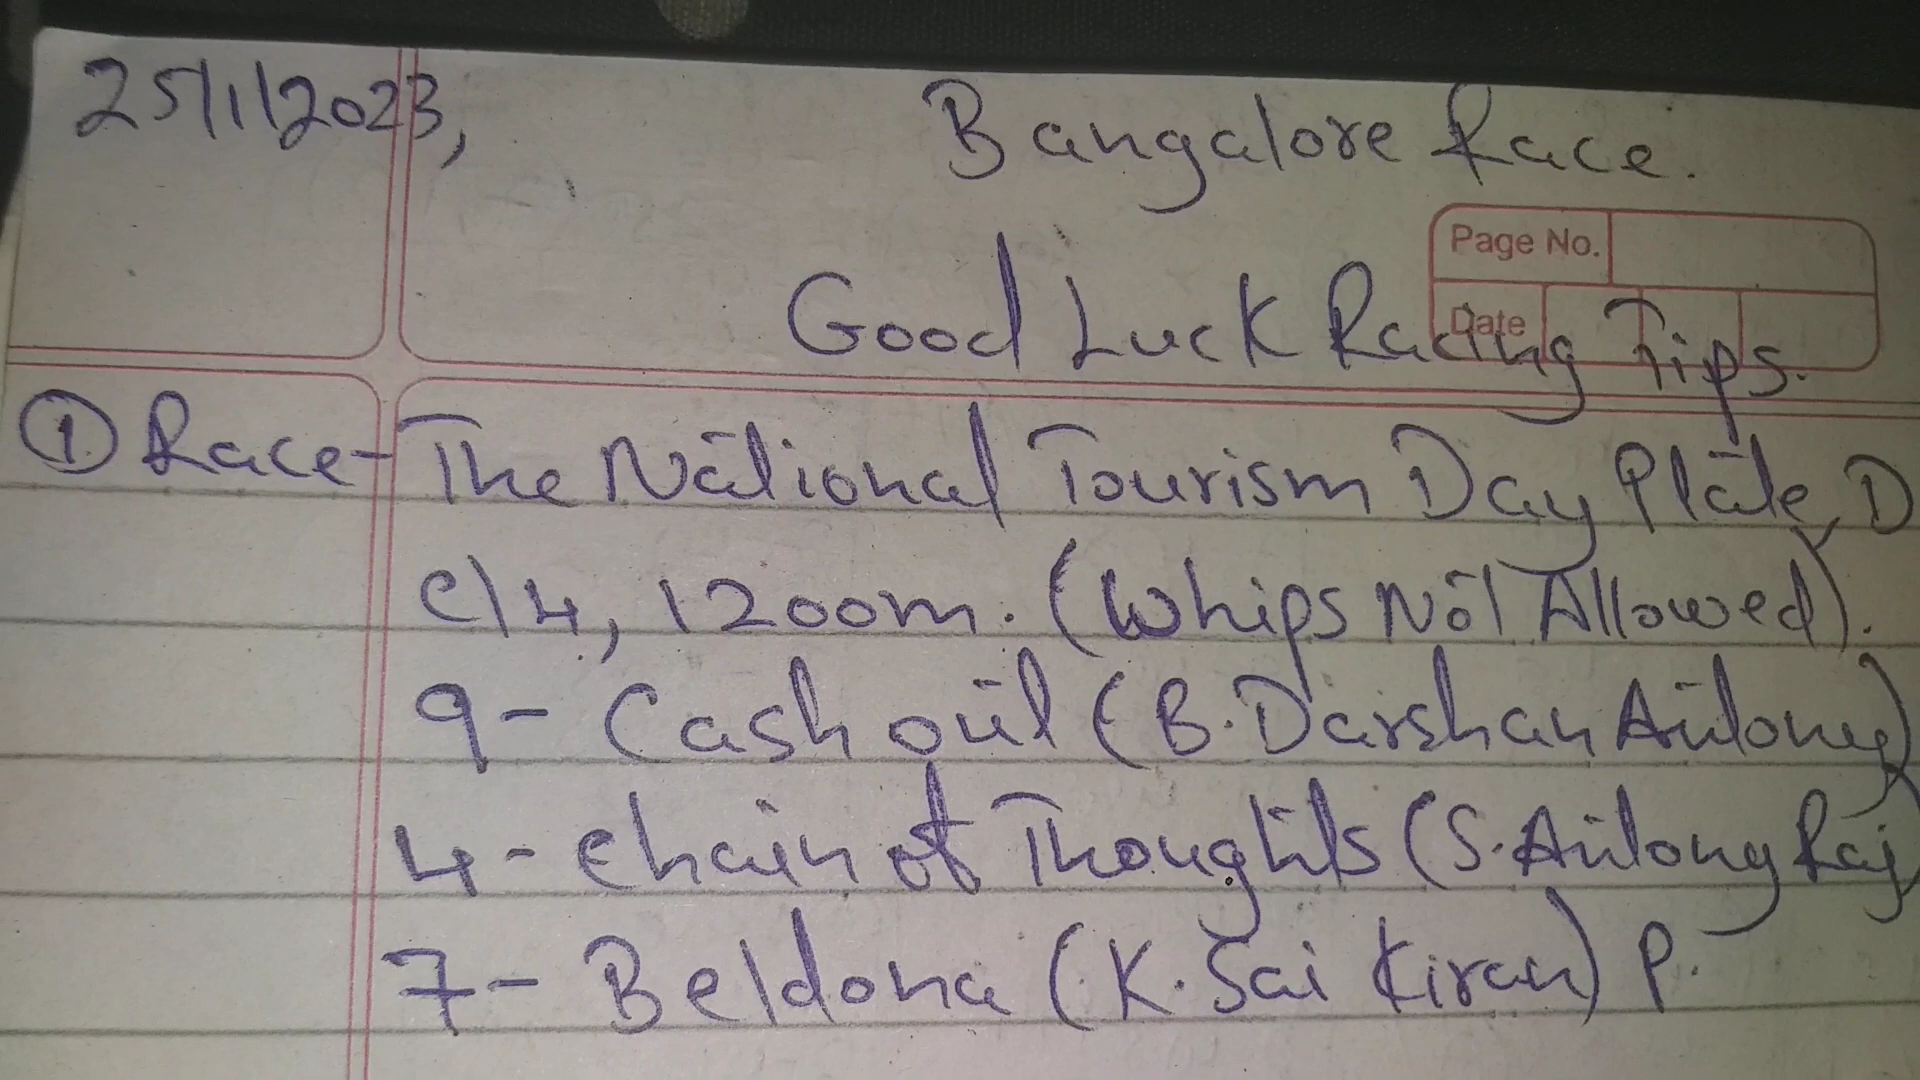 25/1/2023, Bangalore Race.
Page No.
Good Luck Racing Tips.
Date
① Race- The National Tourism Day Plate, D
c/4, 1200m. (Whips Not Allowed).
9- Cash out (B. Darshan Antony)
4- Chain of Thoughts (S. Antony Raj)
7- Beldona (K. Sai Kiran) P.